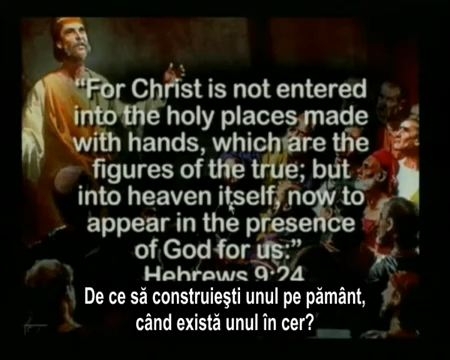 “For Christ is not entered
into the holy places made
with hands, which are the
figures of the true; but
into heaven itself, now to
appear in the presence
of God for us:”
Hebrews 9:24
De ce să construieşti unul pe pământ,
când există unul în cer?